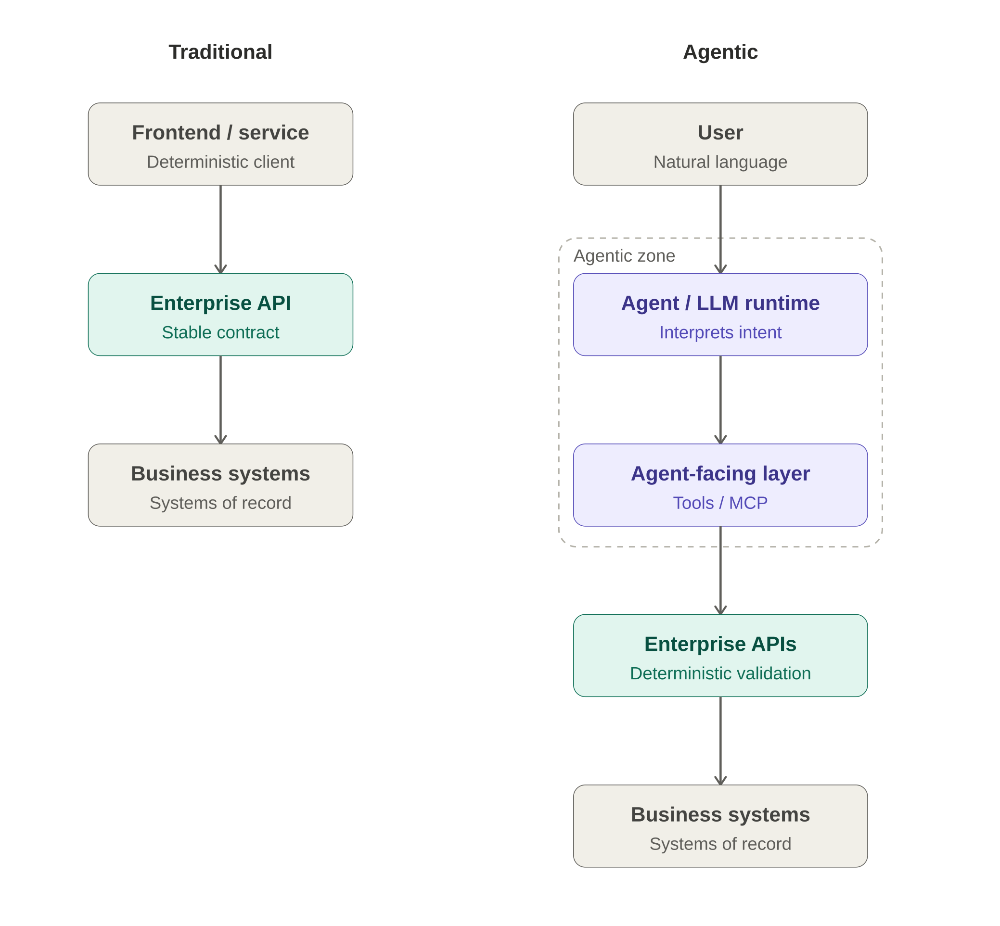 Traditional
Frontend / service
Deterministic client
Enterprise API
Stable contract
Business systems
Systems of record
Agentic
User
Natural language
Agentic zone
Agent / LLM runtime
Interprets intent
Agent-facing layer
Tools / MCP
Enterprise APIs
Deterministic validation
Business systems
Systems of record